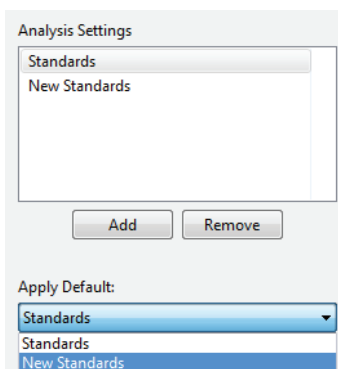 Analysis Settings
Standards
New Standards
Add Remove
Apply Default:
Standards
Standards
New Standards